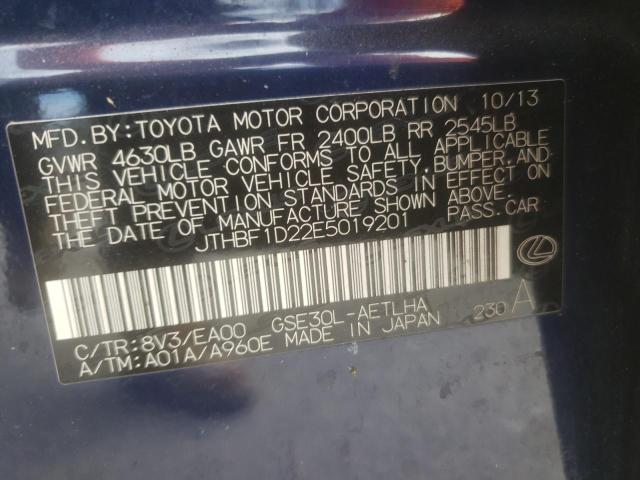 MFD.BY:TOYOTA MOTOR CORPORATION 10/13
GVWR 4630LB GAWR FR 2400LB RR 2545LB
THIS VEHICLE CONFORMS TO ALL APPLICABLE
FEDERAL MOTOR VEHICLE SAFETY,BUMPER,AND
THEFT PREVENTION STANDARDS IN EFFECT ON
THE DATE OF MANUFACTURE SHOWN ABOVE.
JTHBF1D22E5019201 PASS.CAR
C/TR:8V3/EA00 GSE30L-AETLHA 230 A
A/TM:A01A/A960E MADE IN JAPAN